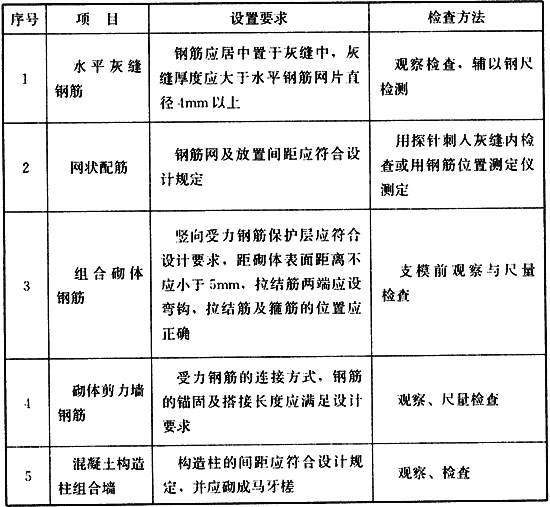 序号 项目 设置要求 检查方法
1 水平灰缝钢筋 钢筋应居中置于灰缝中，灰缝厚度应大于水平钢筋网片直径4mm以上 观察检查，辅以钢尺检测
2 网状配筋 钢筋网及放置间距应符合设计规定 用探针刺人灰缝内检查或用钢筋位置测定仪测定
3 组合砌体钢筋 竖向受力钢筋保护层应符合设计要求，距砌体表面距离不应小于5mm，拉结筋两端应设弯钩、拉结筋及箍筋的位置应正确 支模前观察与尺量检查
4 砌体剪力墙钢筋 受力钢筋的连接方式，钢筋的锚固及搭接长度应满足设计要求 观察、尺量检查
5 混凝土构造柱组合墙 构造柱的间距应符合设计规定，并应砌成马牙槎 观察、检查